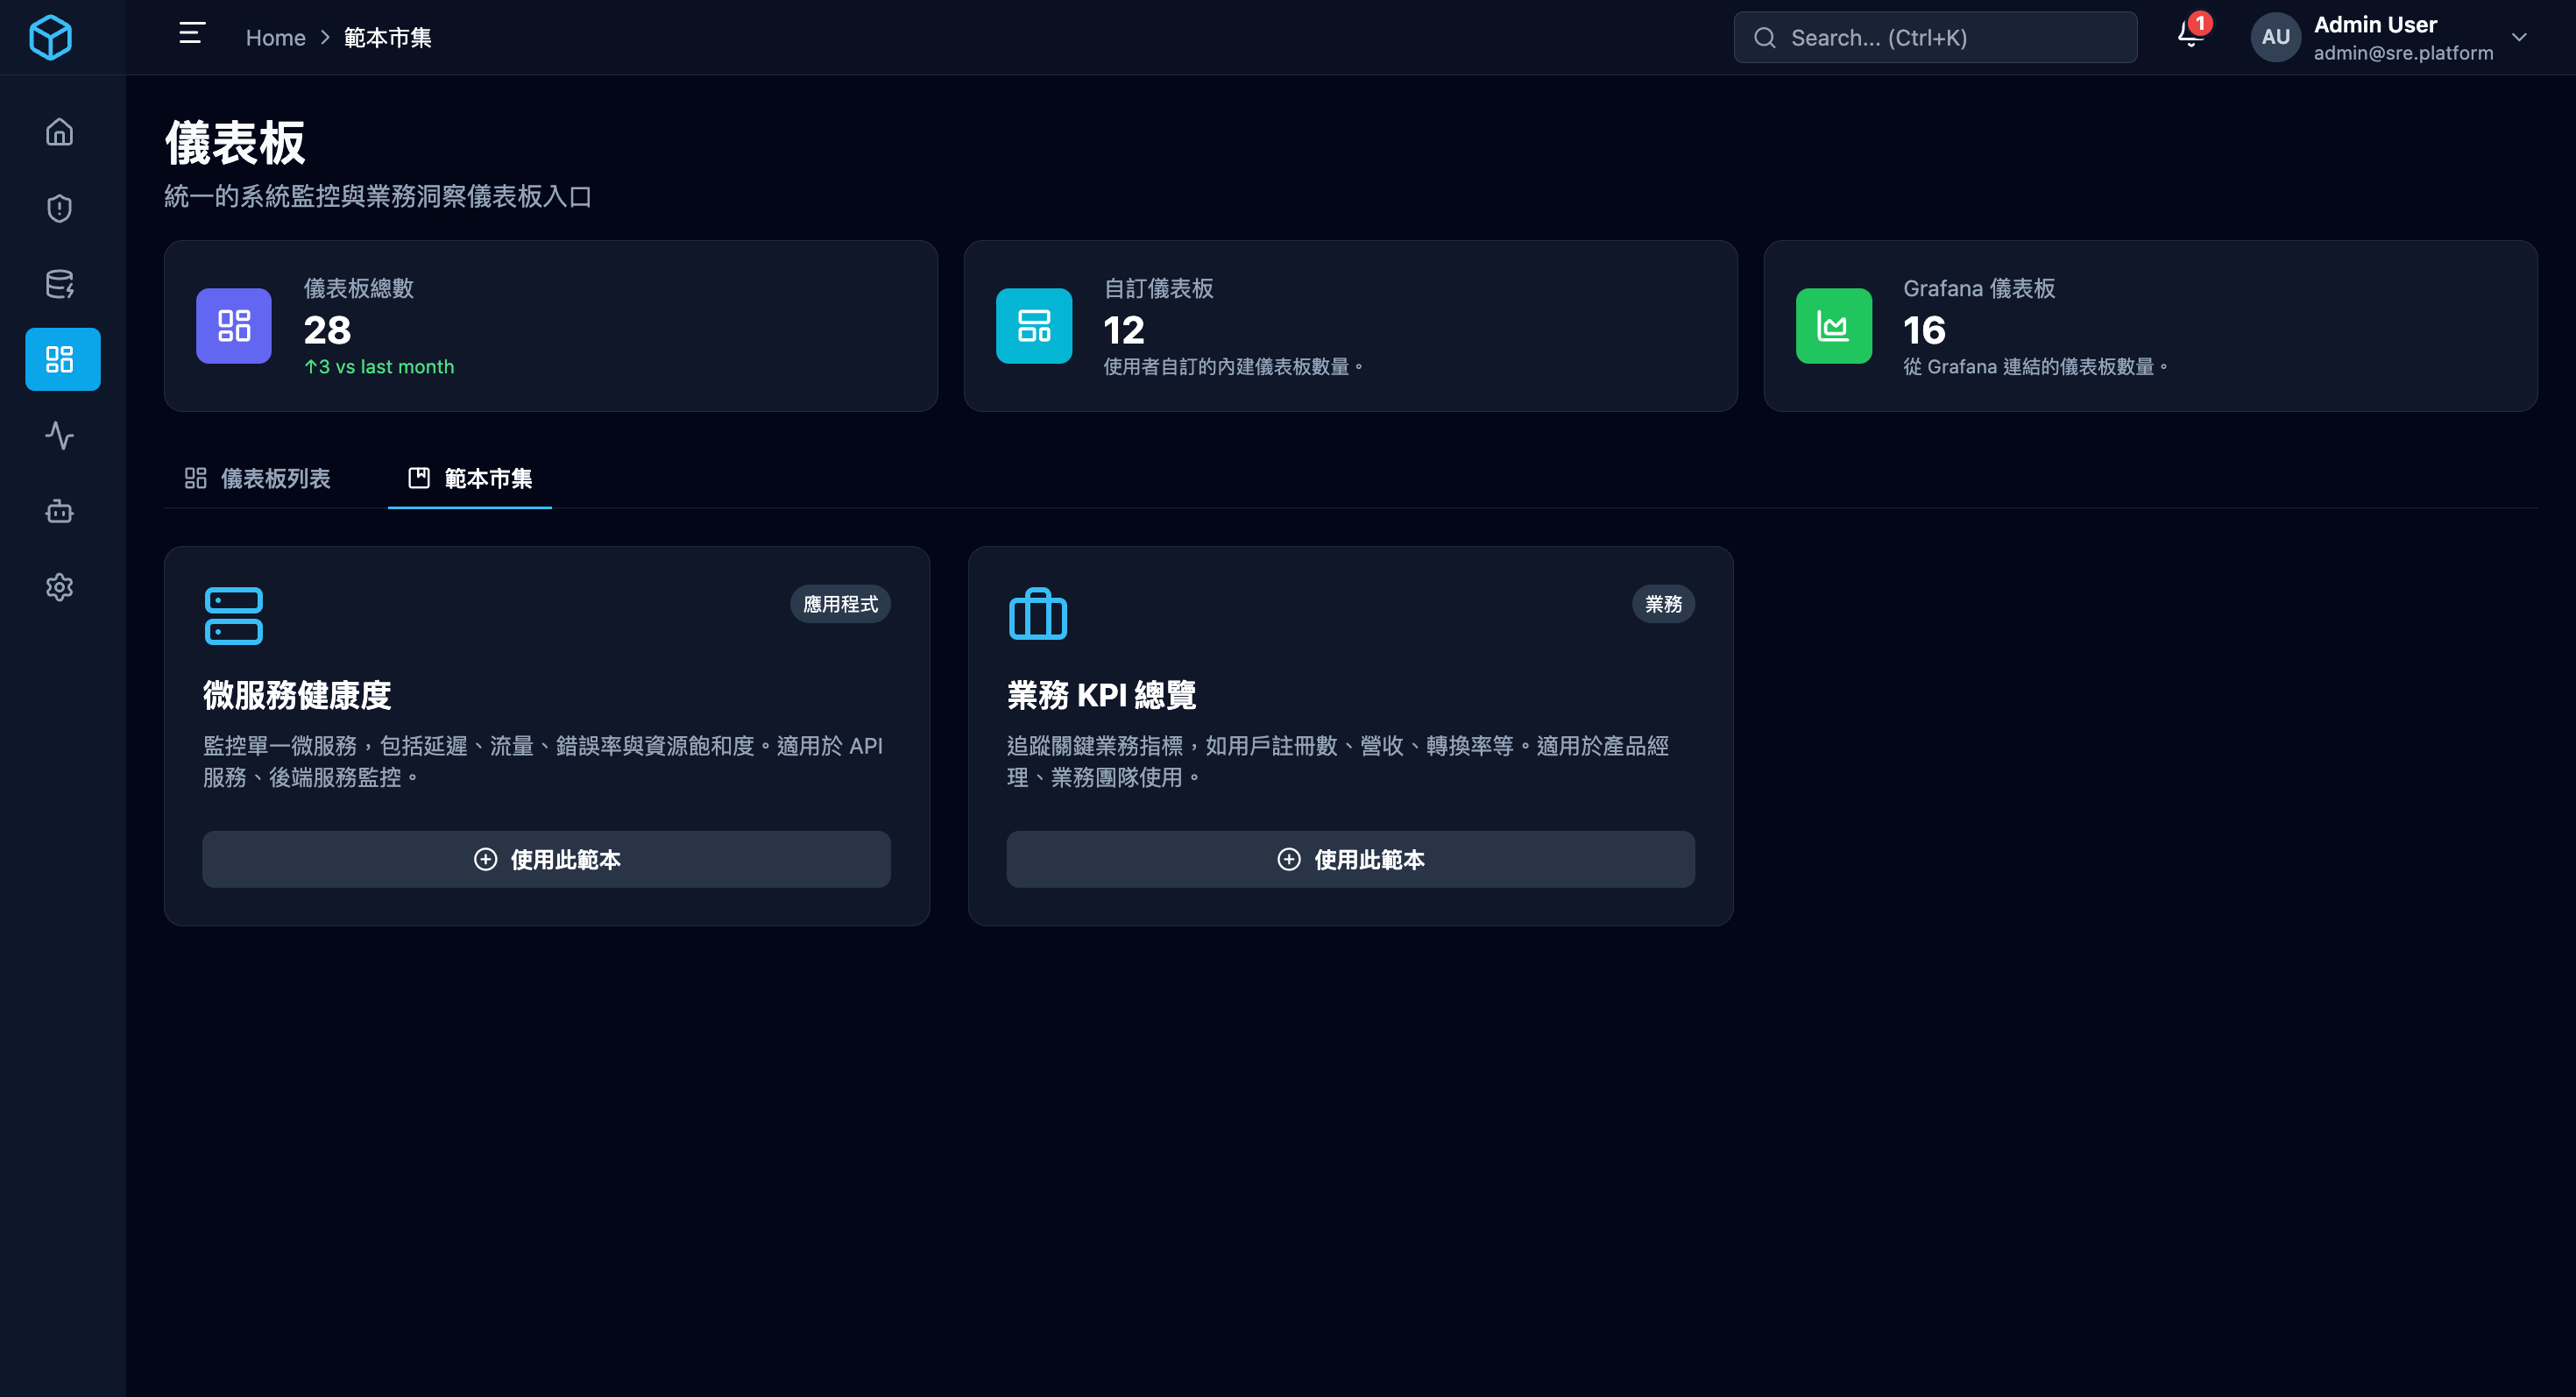 Home > 範本市集
Search... (Ctrl+K)
1
AU
Admin User
admin@sre.platform
儀表板
統一的系統監控與業務洞察儀表板入口
儀表板總數
28
↑3 vs last month
自訂儀表板
12
使用者自訂的內建儀表板數量。
Grafana 儀表板
16
從 Grafana 連結的儀表板數量。
儀表板列表
範本市集
應用程式
微服務健康度
監控單一微服務，包括延遲、流量、錯誤率與資源飽和度。適用於 API
服務、後端服務監控。
使用此範本
業務
業務 KPI 總覽
追蹤關鍵業務指標，如用戶註冊數、營收、轉換率等。適用於產品經
理、業務團隊使用。
使用此範本